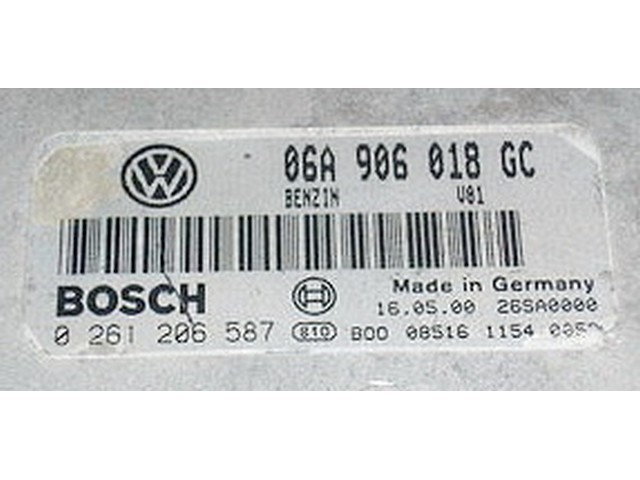 06A 906 018 GC
BENZIN V01
BOSCH Made in Germany
16.05.00 26SA0000
0 261 206 587 810 BOO 08516 1154